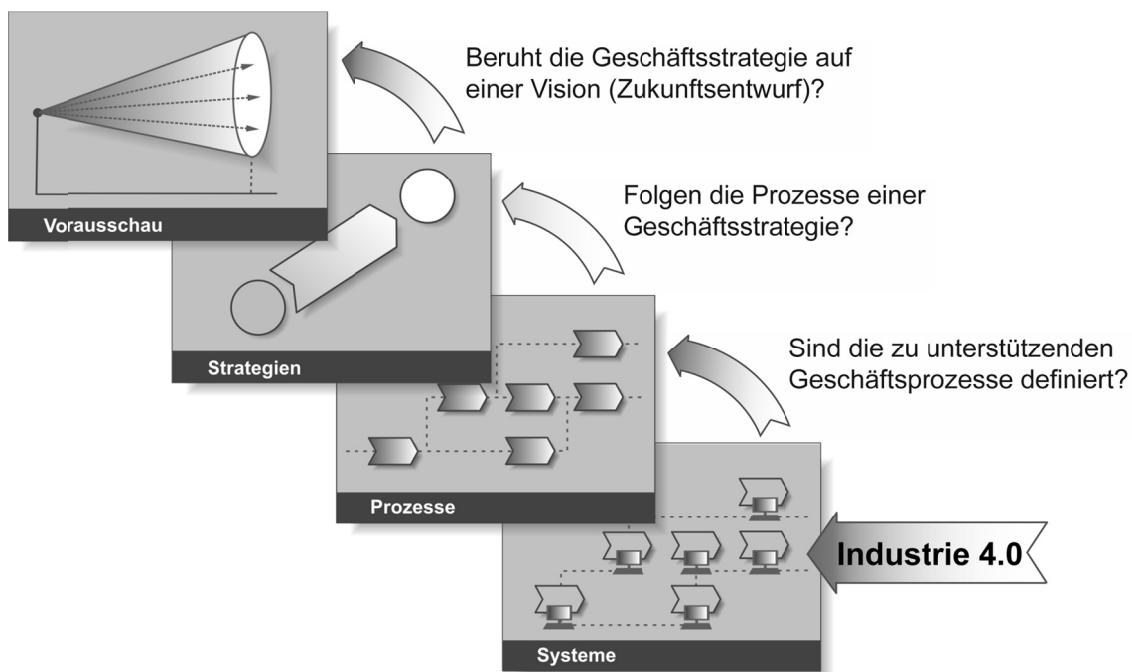 Beruht die Geschäftsstrategie auf
einer Vision (Zukunftsentwurf)?
Vorausschau
Folgen die Prozesse einer
Geschäftsstrategie?
Strategien
Sind die zu unterstützenden
Geschäftsprozesse definiert?
Prozesse
Industrie 4.0
Systeme